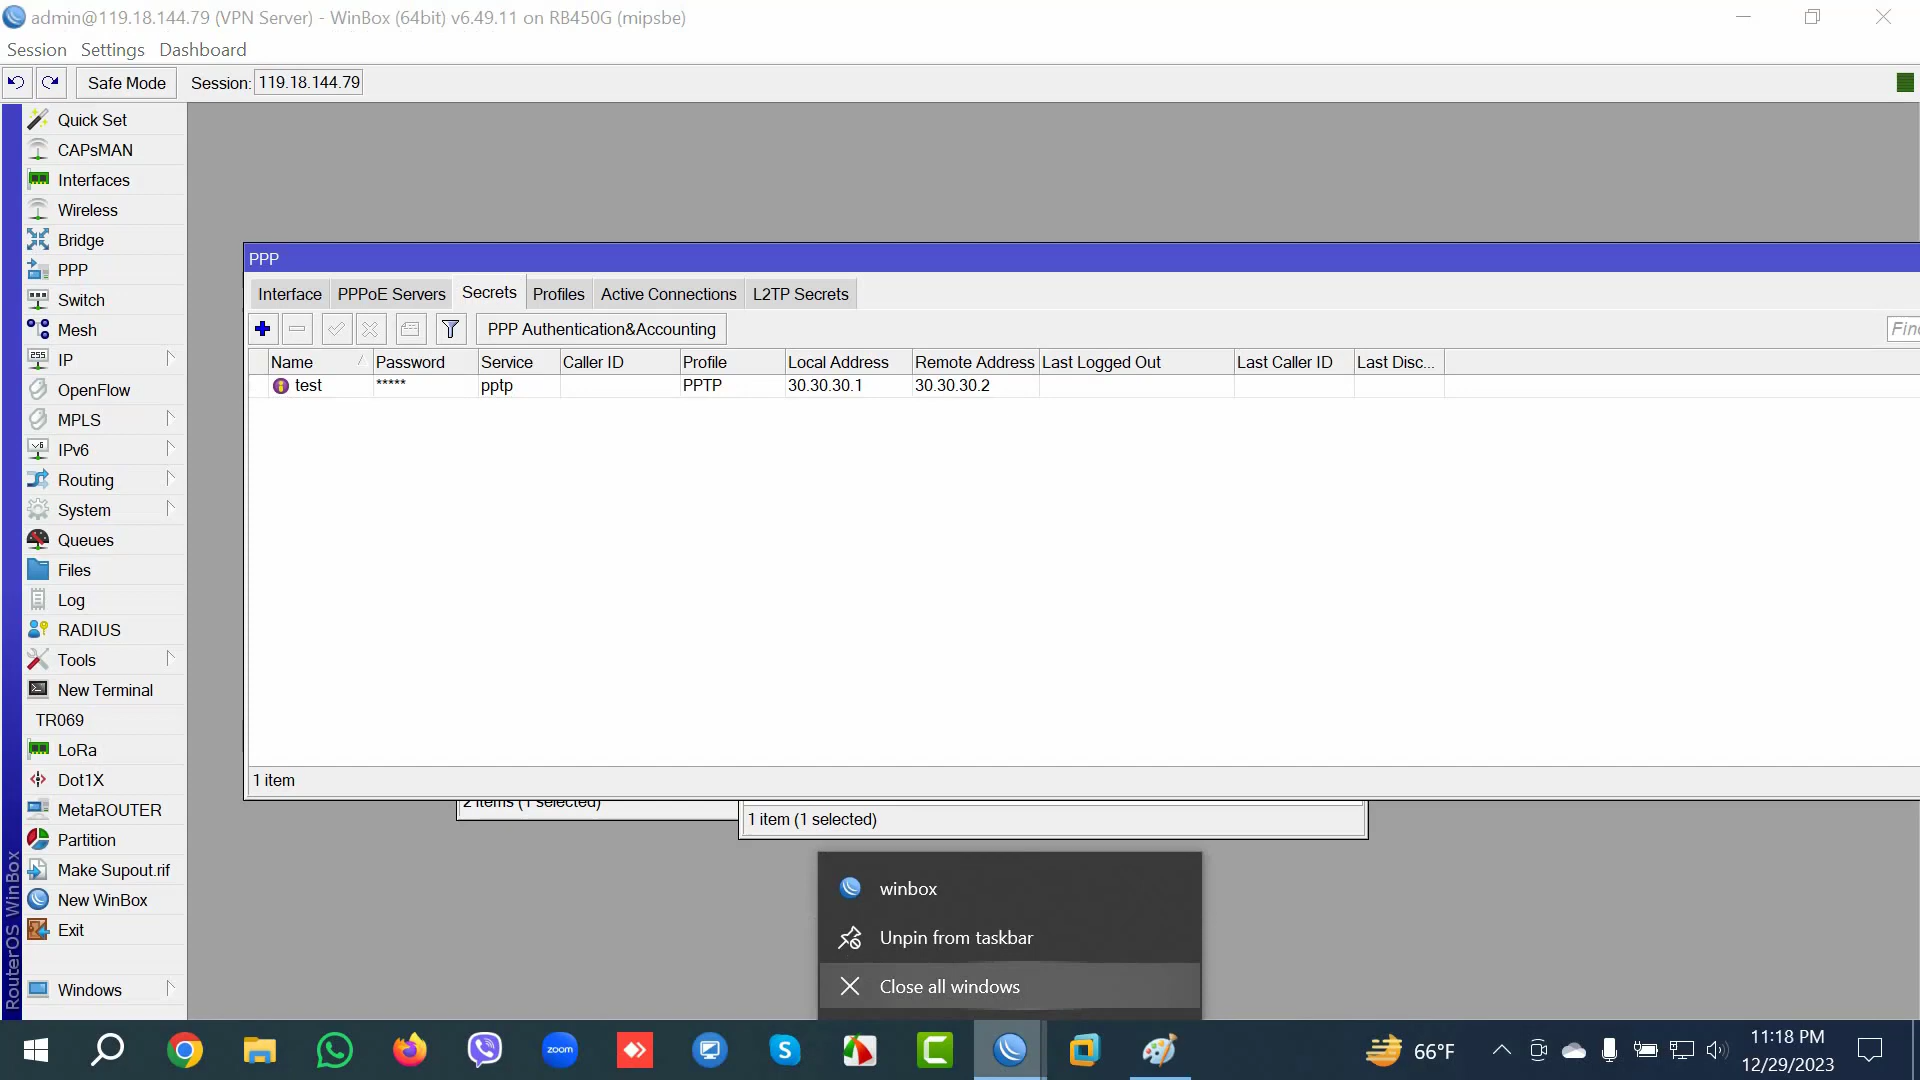 admin@119.18.144.79 (VPN Server) - WinBox (64bit) v6.49.11 on RB450G (mipsbe)
Session Settings Dashboard
Safe Mode Session: 119.18.144.79
Quick Set
CAPsMAN
Interfaces
Wireless
Bridge
PPP
Switch
Mesh
IP
OpenFlow
MPLS
IPv6
Routing
System
Queues
Files
Log
RADIUS
Tools
New Terminal
TR069
LoRa
Dot1X
MetaROUTER
Partition
Make Supout.rif
New WinBox
Exit
Windows
RouterOS WinBox
PPP
Interface PPPoE Servers Secrets Profiles Active Connections L2TP Secrets
PPP Authentication&Accounting
Name Password Service Caller ID Profile Local Address Remote Address Last Logged Out Last Caller ID Last Disc...
test ***** pptp PPTP 30.30.30.1 30.30.30.2
1 item
2 items (1 selected)
1 item (1 selected)
winbox
Unpin from taskbar
Close all windows
zoom
66°F
11:18 PM
12/29/2023